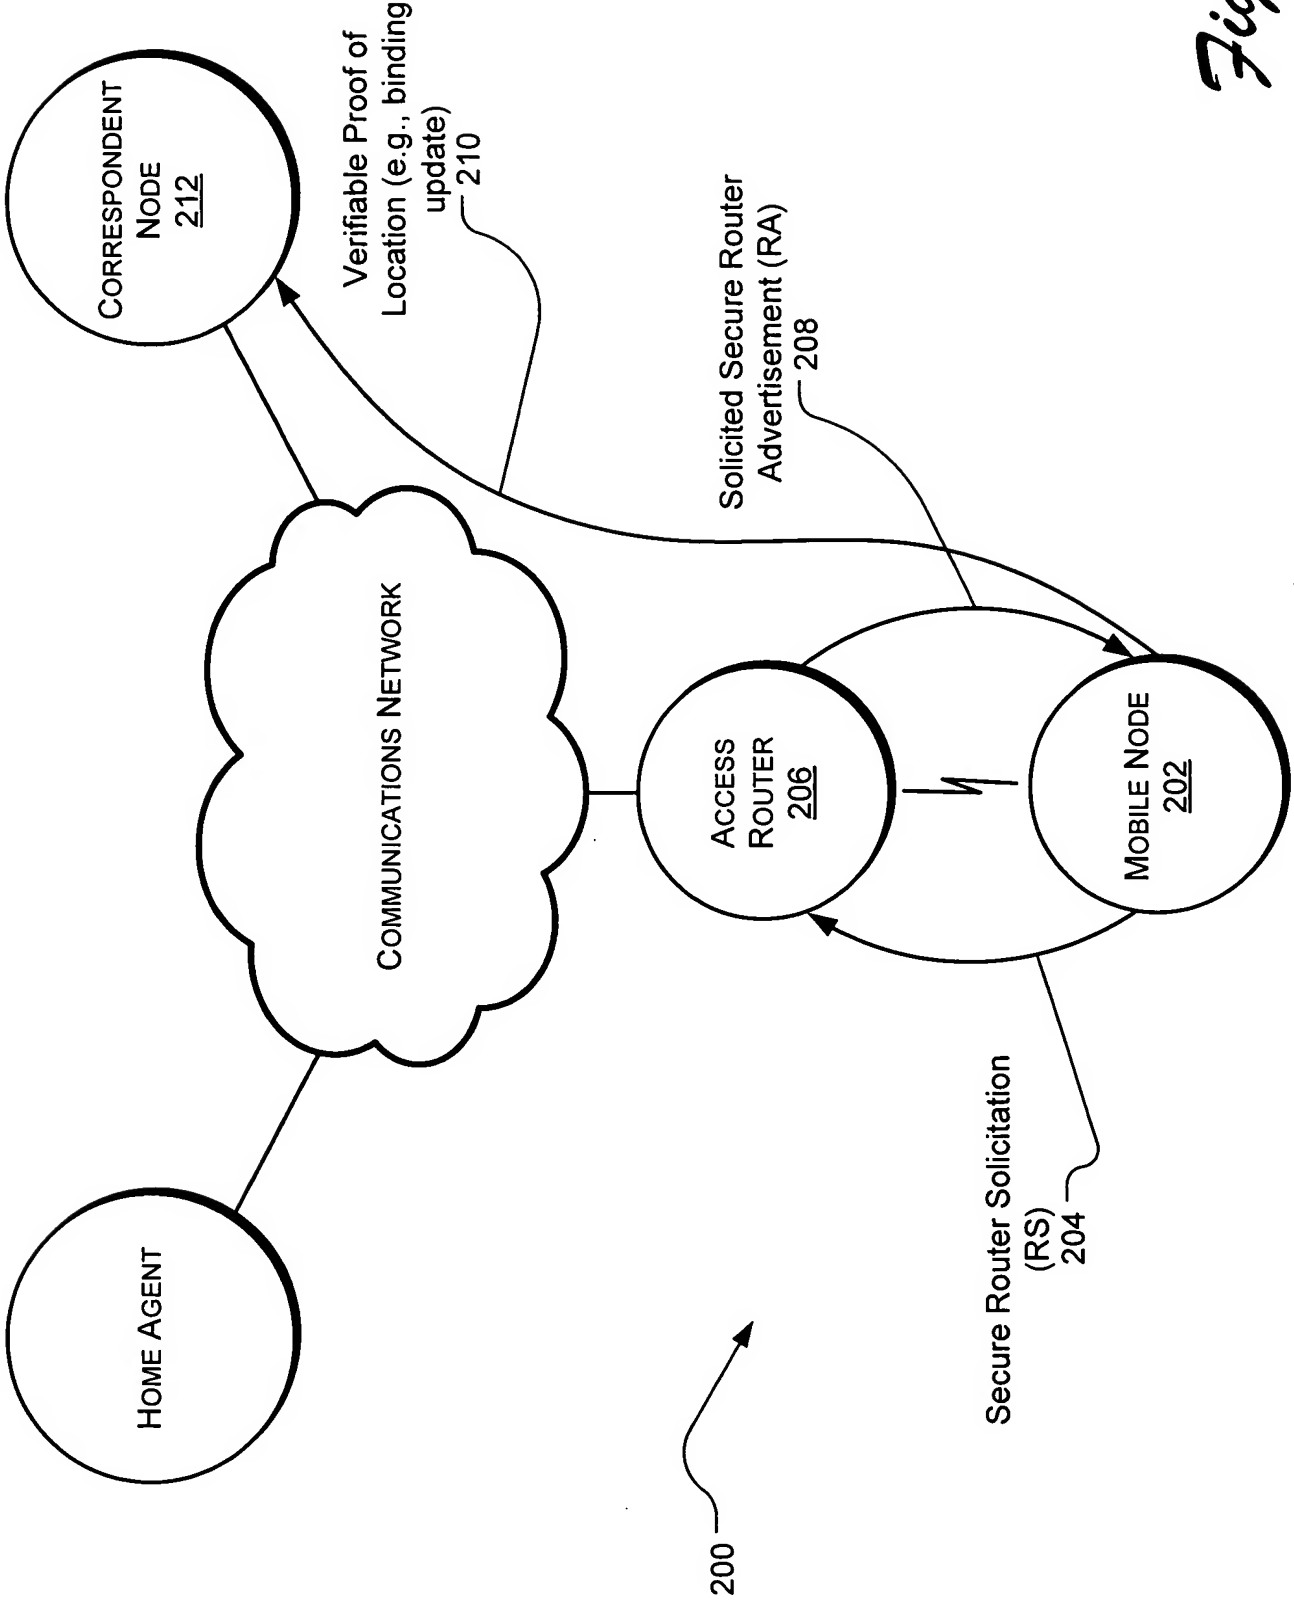 HOME AGENT
CORRESPONDENT
NODE
212
COMMUNICATIONS NETWORK
Verifiable Proof of
Location (e.g., binding
update)
210
ACCESS
ROUTER
206
Solicited Secure Router
Advertisement (RA)
208
MOBILE NODE
202
Secure Router Solicitation
(RS)
204
200